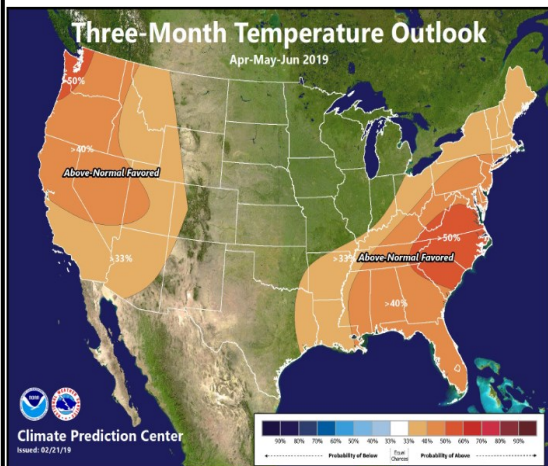 Three-Month Temperature Outlook
Apr-May-Jun 2019
>50%
>40%
Above-Normal Favored
>33%
>50%
>33%
Above-Normal Favored
>40%
Climate Prediction Center
Issued: 02/21/19
90% 80% 70% 60% 50% 40% 33% 33% 40% 50% 60% 70% 80% 90%
Probability of Below Equal Chances Probability of Above